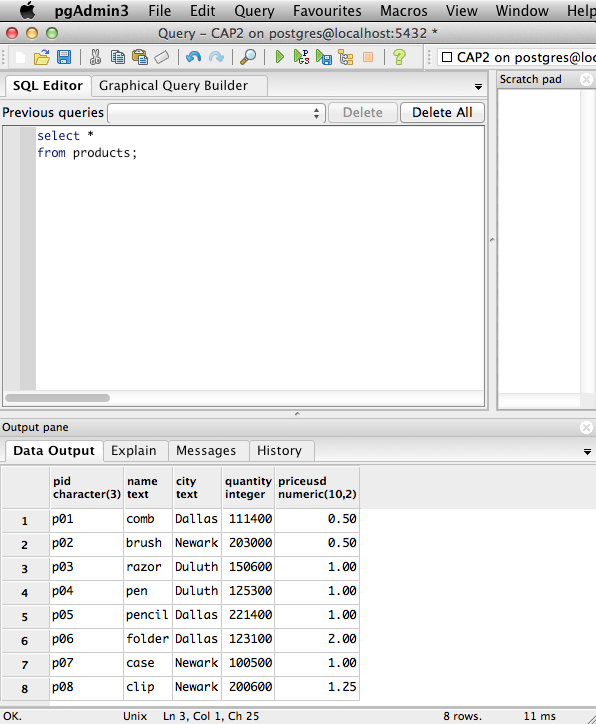 pgAdmin3 File Edit Query Favourites Macros View Window Help
Query - CAP2 on postgres@localhost:5432 *
CAP2 on postgres@loc
SQL Editor Graphical Query Builder
Scratch pad
Previous queries Delete Delete All
select *
from products;
Output pane
Data Output Explain Messages History
pid name city quantity priceusd
character(3) text text integer numeric(10,2)
1 p01 comb Dallas 111400 0.50
2 p02 brush Newark 203000 0.50
3 p03 razor Duluth 150600 1.00
4 p04 pen Duluth 125300 1.00
5 p05 pencil Dallas 221400 1.00
6 p06 folder Dallas 123100 2.00
7 p07 case Newark 100500 1.00
8 p08 clip Newark 200600 1.25
OK. Unix Ln 3, Col 1, Ch 25 8 rows. 11 ms